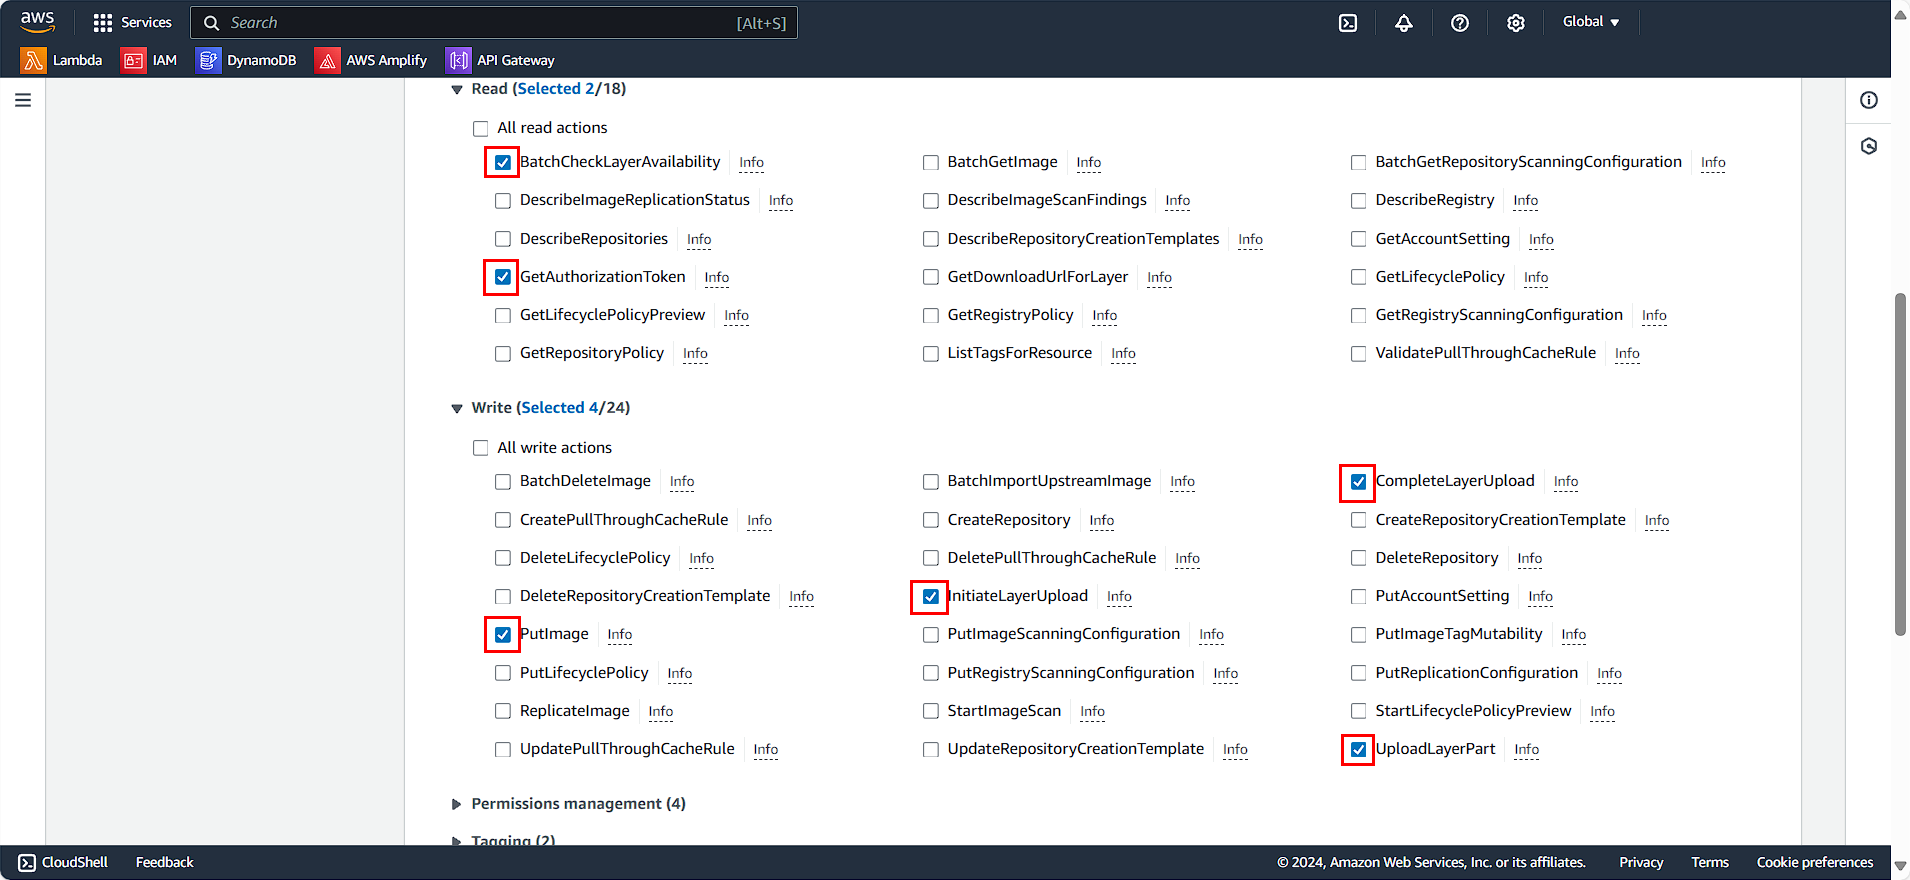 aws Services Search [Alt+S] Global
Lambda IAM DynamoDB AWS Amplify API Gateway
Read (Selected 2/18)
All read actions
BatchCheckLayerAvailability Info BatchGetImage Info BatchGetRepositoryScanningConfiguration Info
DescribeImageReplicationStatus Info DescribeImageScanFindings Info DescribeRegistry Info
DescribeRepositories Info DescribeRepositoryCreationTemplates Info GetAccountSetting Info
GetAuthorizationToken Info GetDownloadUrlForLayer Info GetLifecyclePolicy Info
GetLifecyclePolicyPreview Info GetRegistryPolicy Info GetRegistryScanningConfiguration Info
GetRepositoryPolicy Info ListTagsForResource Info ValidatePullThroughCacheRule Info
Write (Selected 4/24)
All write actions
BatchDeleteImage Info BatchImportUpstreamImage Info CompleteLayerUpload Info
CreatePullThroughCacheRule Info CreateRepository Info CreateRepositoryCreationTemplate Info
DeleteLifecyclePolicy Info DeletePullThroughCacheRule Info DeleteRepository Info
DeleteRepositoryCreationTemplate Info InitiateLayerUpload Info PutAccountSetting Info
PutImage Info PutImageScanningConfiguration Info PutImageTagMutability Info
PutLifecyclePolicy Info PutRegistryScanningConfiguration Info PutReplicationConfiguration Info
ReplicateImage Info StartImageScan Info StartLifecyclePolicyPreview Info
UpdatePullThroughCacheRule Info UpdateRepositoryCreationTemplate Info UploadLayerPart Info
Permissions management (4)
Tagging (2)
CloudShell Feedback © 2024, Amazon Web Services, Inc. or its affiliates. Privacy Terms Cookie preferences